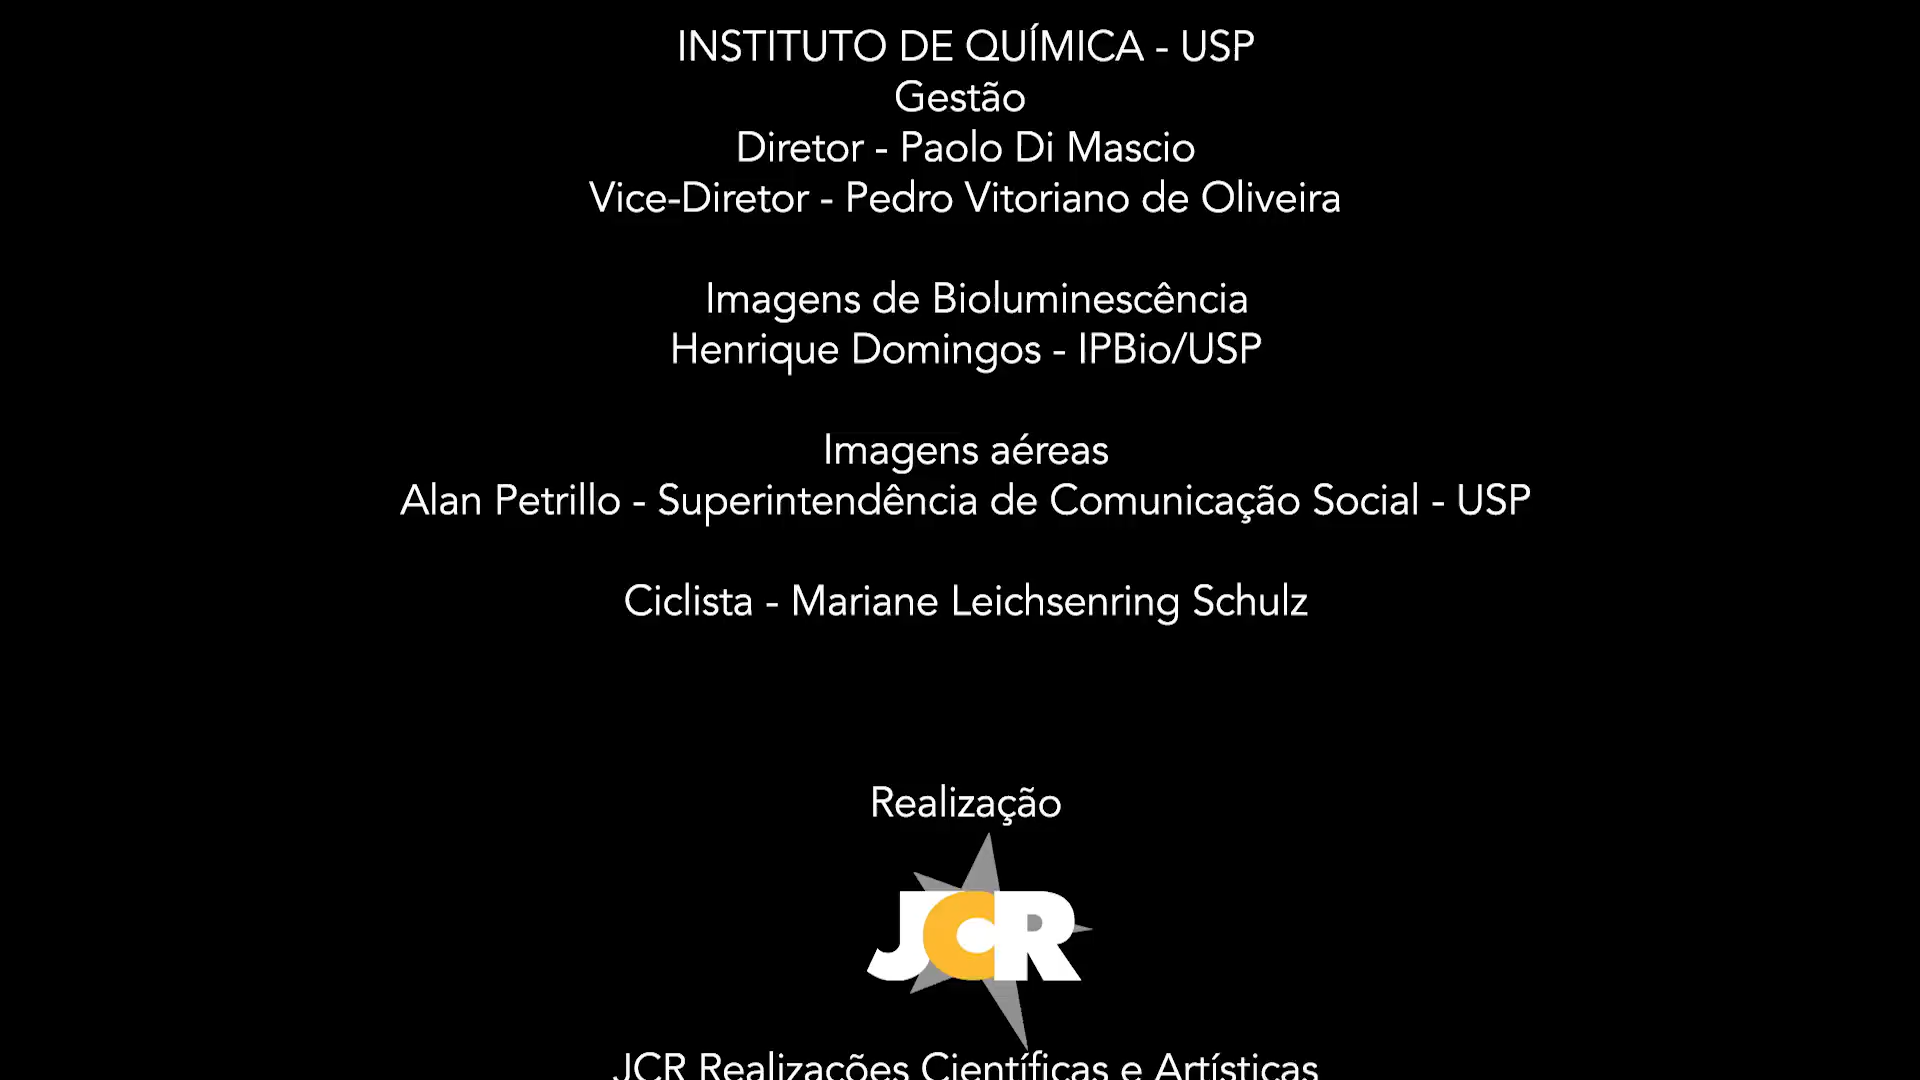 INSTITUTO DE QUÍMICA - USP
Gestão
Diretor - Paolo Di Mascio
Vice-Diretor - Pedro Vitoriano de Oliveira
Imagens de Bioluminescência
Henrique Domingos - IPBio/USP
Imagens aéreas
Alan Petrillo - Superintendência de Comunicação Social - USP
Ciclista - Mariane Leichsenring Schulz
Realização
JCR
JCR Realizações Científicas e Artísticas